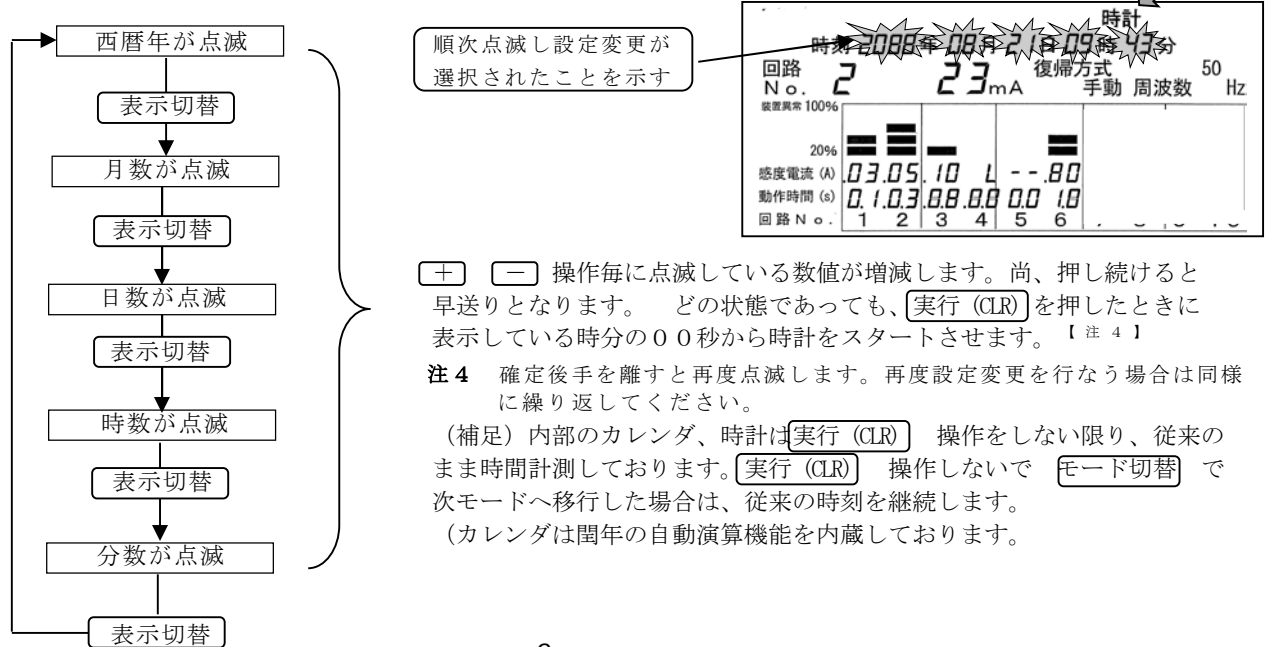 西暦年が点滅
表示切替
月数が点滅
表示切替
日数が点滅
表示切替
時数が点滅
表示切替
分数が点滅
表示切替
順次点滅し設定変更が
選択されたことを示す
時計
時刻 2088年 08月 21日 09時 43分
回路 No. 2 23mA 復帰方式 手動 周波数 50 Hz
装置異常 100%
20%
感度電流 (A) .03 .05 .10 L -- .80
動作時間 (s) 0.1 0.3 .8.8 .8.8 0.0 1.8
回路No. 1 2 3 4 5 6
+ - 操作毎に点滅している数値が増減します。尚、押し続けると
早送りとなります。 どの状態であっても、実行 (CLR) を押したときに
表示している時分の00秒から時計をスタートさせます。【注4】
注4 確定後手を離すと再度点滅します。再度設定変更を行なう場合は同様
に繰り返してください。
(補足)内部のカレンダ、時計は実行 (CLR) 操作をしない限り、従来の
まま時間計測しております。実行 (CLR) 操作しないで モード切替 で
次モードへ移行した場合は、従来の時刻を継続します。
(カレンダは閏年の自動演算機能を内蔵しております。